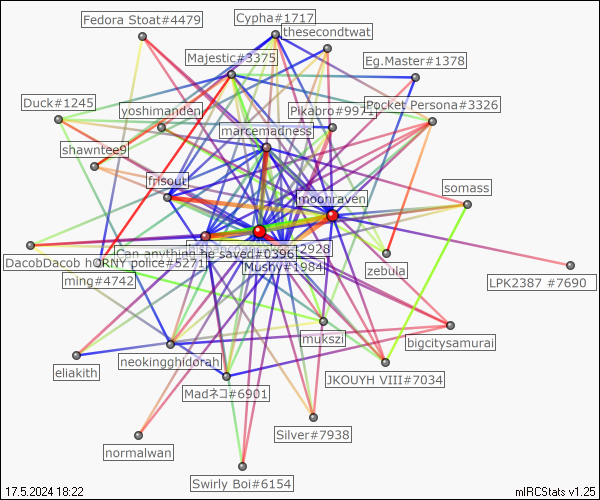 Fedora Stoat#4479
Cypha#1717
thesecondtwat
Majestic#3375
Eg.Master#1378
Duck#1245
yoshimanden
Pikabro#9971
Pocket Persona#3326
marcemadness
shawntee9
frisout
somass
moonraven
DacobDacob
HORNY police#5271
Can anything be saved#0396
Mushy#1984
zebula
ming#4742
LPK2387 #7690
mukszi
bigcitysamurai
neokingghidorah
eliakith
JKOUYH VIII#7034
Madネコ#6901
Silver#7938
normalwan
Swirly Boi#6154
17.5.2024 18:22
mIRCStats v1.25